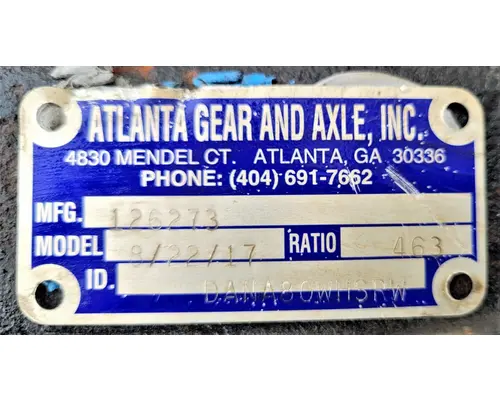 ATLANTA GEAR AND AXLE, INC.
4830 MENDEL CT. ATLANTA, GA 30336
PHONE: (404) 691-7662
MFG. 126273
MODEL 9/22/17 RATIO 463
ID. DANA80WHSRW